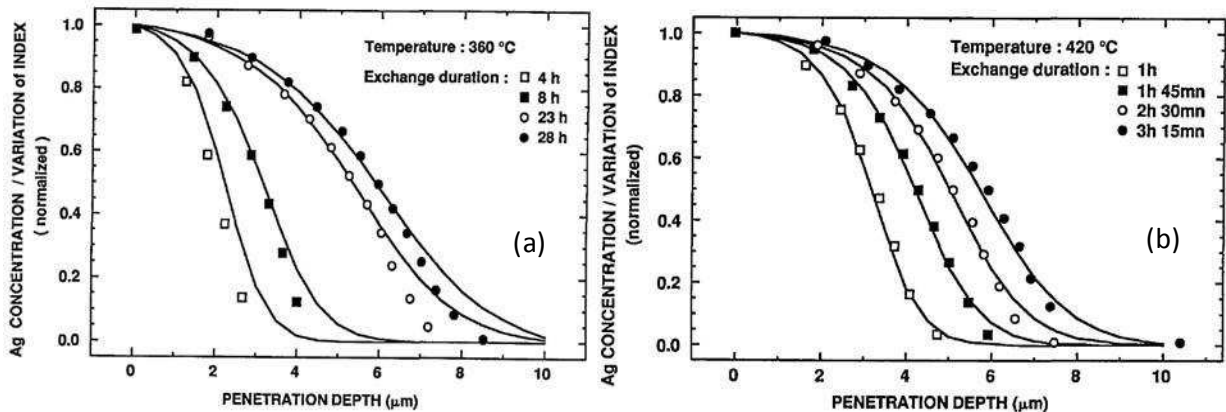 Ag CONCENTRATION / VARIATION of INDEX
( normalized)
1.0
0.8
0.6
0.4
0.2
0.0
Temperature : 360 °C
Exchange duration :
4 h
8 h
23 h
28 h
(a)
0
2
4
6
8
10
PENETRATION DEPTH (μm)
Ag CONCENTRATION / VARIATION of INDEX
(normalized)
1.0
0.8
0.6
0.4
0.2
0.0
Temperature : 420 °C
Exchange duration :
1h
1h 45mn
2h 30mn
3h 15mn
(b)
0
2
4
6
8
10
PENETRATION DEPTH (μm)